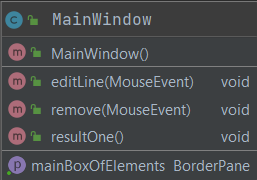 MainWindow
MainWindow()
editLine(MouseEvent) void
remove(MouseEvent) void
resultOne() void
mainBoxOfElements BorderPane